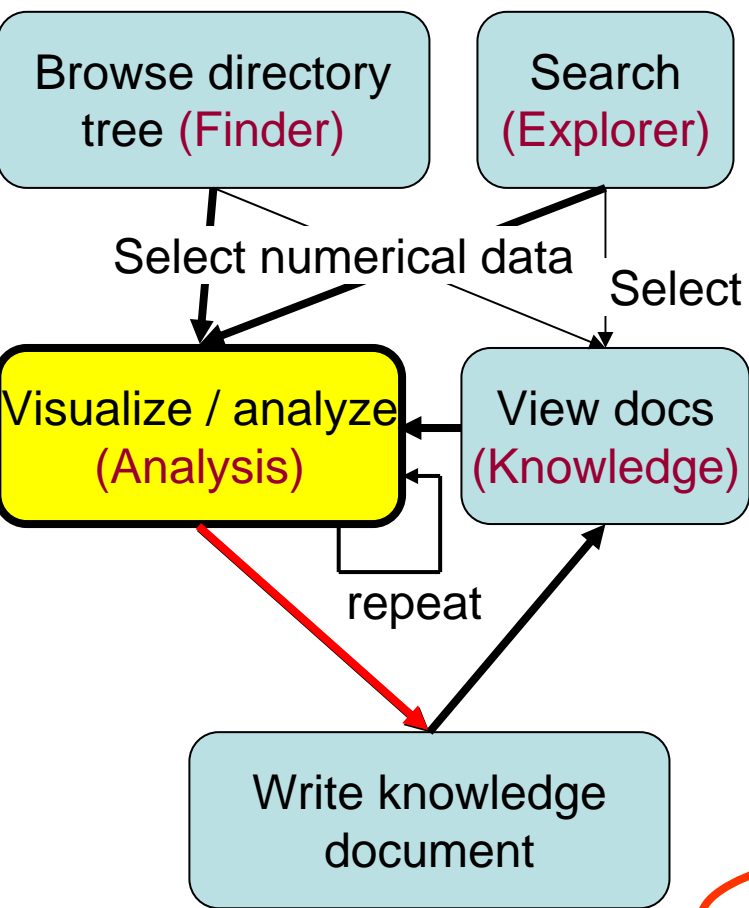 Browse directory
tree (Finder)
Search
(Explorer)
Select numerical data
Select
Visualize / analyze
(Analysis)
View docs
(Knowledge)
repeat
Write knowledge
document